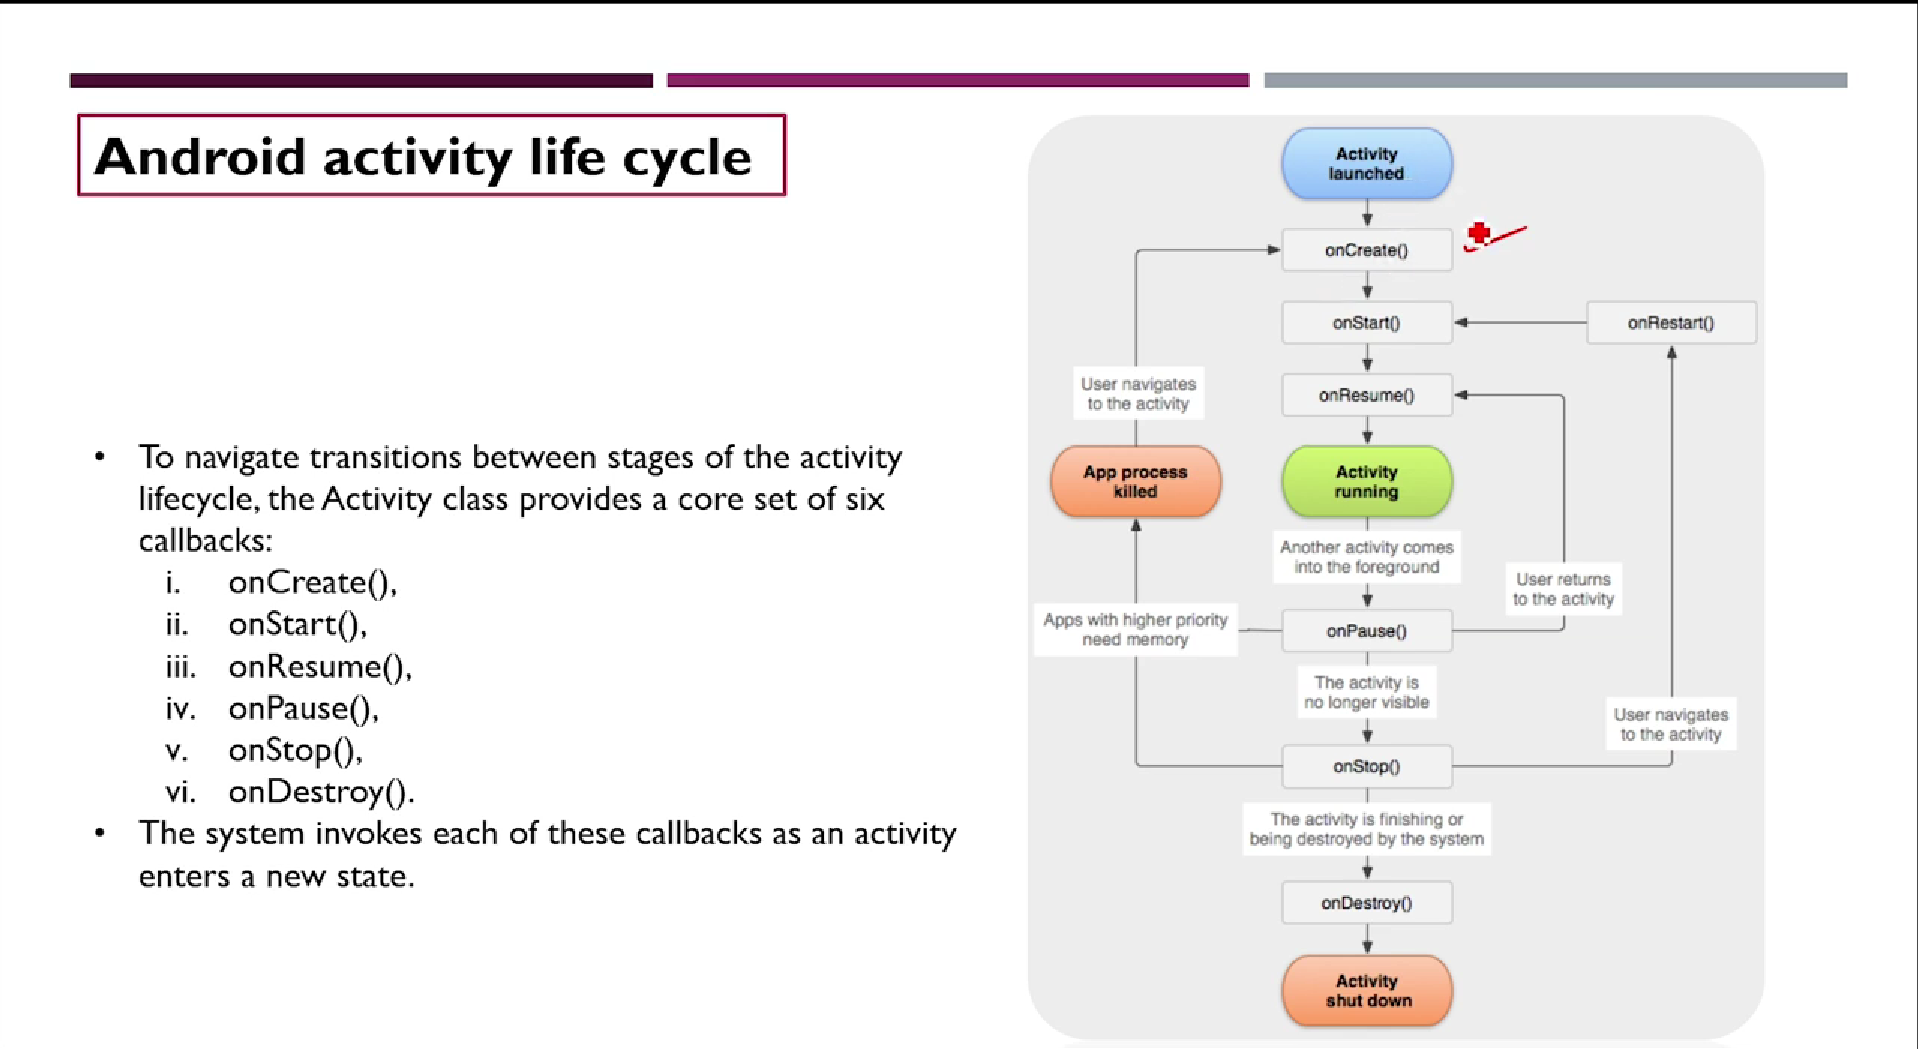 Android activity life cycle
• To navigate transitions between stages of the activity
lifecycle, the Activity class provides a core set of six
callbacks:
i. onCreate(),
ii. onStart(),
iii. onResume(),
iv. onPause(),
v. onStop(),
vi. onDestroy().
• The system invokes each of these callbacks as an activity
enters a new state.
Activity
launched
onCreate()
onStart()
onRestart()
User navigates
to the activity
onResume()
App process
killed
Activity
running
Another activity comes
into the foreground
User returns
to the activity
Apps with higher priority
need memory
onPause()
The activity is
no longer visible
User navigates
to the activity
onStop()
The activity is finishing or
being destroyed by the system
onDestroy()
Activity
shut down